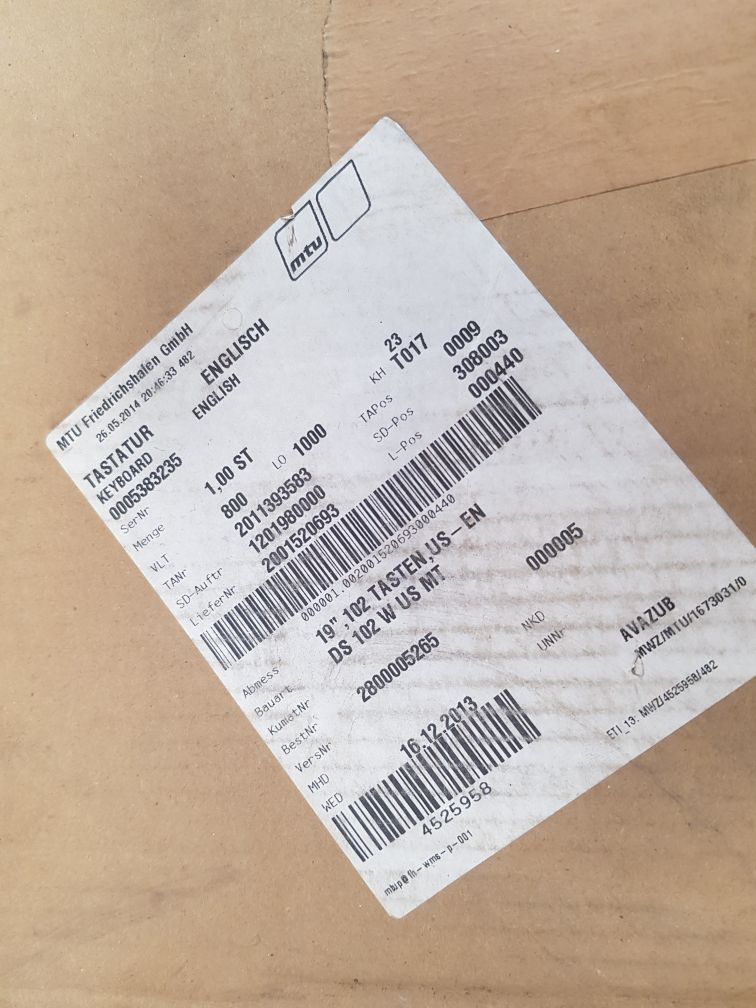 mtu
MTU Friedrichshafen GmbH
26.05.2014 20:46:33 482
TASTATUR ENGLISCH
KEYBOARD ENGLISH
0005383235
SerNr
Menge 1,00 ST LO 1000 KH 23
VLT 800 T017
TANr 2011393583 TAPos 0009
SD-Auftr 1201980000 SD-Pos 308003
LieferNr 2001520693 L-Pos 000440
000001.002001520693000440
Abmess 19",102 TASTEN,US-EN
Bauart DS 102 W US MT
KumatNr
BestNr 2800005265 000005
VersNr NKD
MHD UNNr
WED 16.12.2013 AVAZUB
MWZ/MTU/1673031/0
4525958
ETI_13: MWZ/4525958/482
mtup@fh-wms-p-001